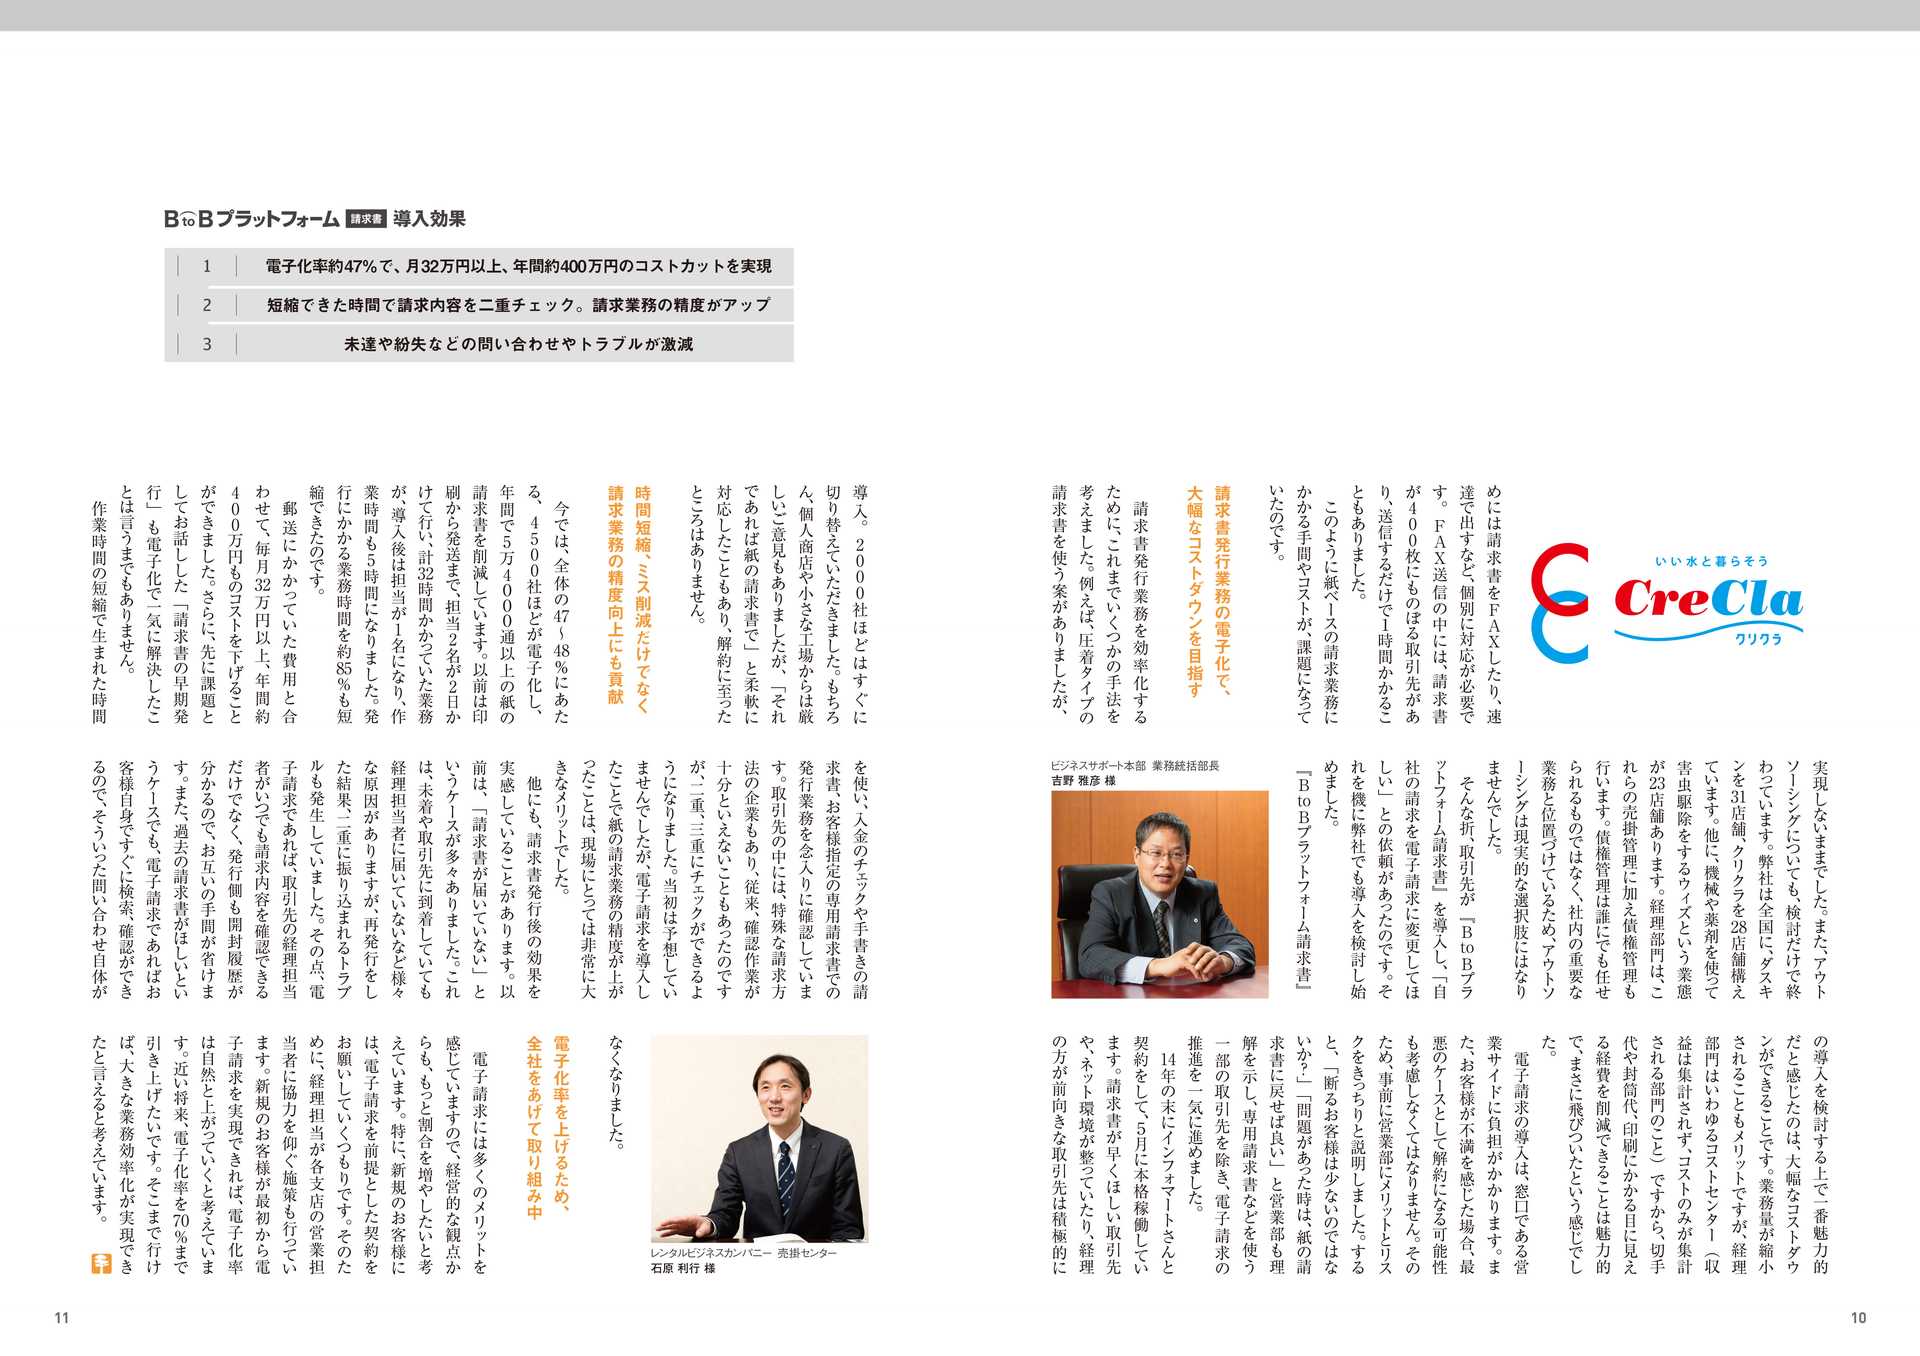 めには請求書をFAXしたり、速
達で出すなど、個別に対応が必要で
す。FAX送信の中には、請求書
が400枚にものぼる取引先があ
り、送信するだけで1時間かかるこ
ともありました。
このように紙ベースの請求業務に
かかる手間やコストが、課題になって
いたのです。
請求書発行業務の電子化で、
大幅なコストダウンを目指す
請求書発行業務を効率化する
ために、これまでいくつかの手法を
考えました。例えば、圧着タイプの
請求書を使う案がありましたが、
いい水と暮らそう
CreCla
クリクラ
実現しないままでした。また、アウト
ソーシングについても、検討だけで終
わっています。弊社は全国に、ダスキ
ンを31店舗、クリクラを28店舗構え
ています。他に、機械や薬剤を使って
害虫駆除をするウィズという業態
が23店舗あります。経理部門は、こ
れらの売掛管理に加え債権管理も
行います。債権管理は誰にでも任せ
られるものではなく、社内の重要な
業務と位置づけているため、アウトソ
ーシングは現実的な選択肢にはなり
ませんでした。
そんな折、取引先が『BtoBプラ
ットフォーム請求書』を導入し、「自
社の請求を電子請求に変更してほ
しい」との依頼があったのです。そ
れを機に弊社でも導入を検討し始
めました。
『BtoBプラットフォーム請求書』
ビジネスサポート本部 業務統括部長
吉野 雅彦 様
の導入を検討する上で一番魅力的
だと感じたのは、大幅なコストダウ
ンができることです。業務量が縮小
されることもメリットですが、経理
部門はいわゆるコストセンター(収
益は集計されず、コストのみが集計
される部門のこと)ですから、切手
代や封筒代、印刷にかかる目に見え
る経費を削減できることは魅力的
で、まさに飛びついたという感じでし
た。
電子請求の導入は、窓口である営
業サイドに負担がかかります。ま
た、お客様が不満を感じた場合、最
悪のケースとして解約になる可能性
も考慮しなくてはなりません。その
ため、事前に営業部にメリットとリス
クをきっちりと説明しました。する
と、「断るお客様は少ないのではな
いか?」「問題があった時は、紙の請
求書に戻せば良い」と営業部も理
解を示し、専用請求書などを使う
一部の取引先を除き、電子請求の
推進を一気に進めました。
14年の末にインフォマートさんと
契約をして、5月に本格稼働してい
ます。請求書が早くほしい取引先
や、ネット環境が整っていたり、経理
の方が前向きな取引先は積極的に
10
BtoBプラットフォーム 請求書 導入効果
1 電子化率約47%で、月32万円以上、年間約400万円のコストカットを実現
2 短縮できた時間で請求内容を二重チェック。請求業務の精度がアップ
3 未達や紛失などの問い合わせやトラブルが激減
導入。2000社ほどはすぐに
切り替えていただきました。もちろ
ん、個人商店や小さな工場からは厳
しいご意見もありましたが、「それ
であれば紙の請求書で」と柔軟に
対応したこともあり、解約に至った
ところはありません。
時間短縮、ミス削減だけでなく
請求業務の精度向上にも貢献
今では、全体の47〜48%にあた
る、4500社ほどが電子化し、
年間で5万4000通以上の紙の
請求書を削減しています。以前は印
刷から発送まで、担当2名が2日か
けて行い、計32時間かかっていた業務
が、導入後は担当が1名になり、作
業時間も5時間になりました。発
行にかかる業務時間を約85%も短
縮できたのです。
郵送にかかっていた費用と合
わせて、毎月32万円以上、年間約
400万円ものコストを下げること
ができました。さらに、先に課題と
してお話しした「請求書の早期発
行」も電子化で一気に解決したこ
とは言うまでもありません。
作業時間の短縮で生まれた時間
を使い、入金のチェックや手書きの請
求書、お客様指定の専用請求書での
発行業務を念入りに確認していま
す。取引先の中には、特殊な請求方
法の企業もあり、従来、確認作業が
十分といえないこともあったのです
が、二重、三重にチェックができるよ
うになりました。当初は予想してい
ませんでしたが、電子請求を導入し
たことで紙の請求業務の精度が上が
ったことは、現場にとっては非常に大
きなメリットでした。
他にも、請求書発行後の効果を
実感していることがあります。以
前は、「請求書が届いていない」と
いうケースが多々ありました。これ
は、未着や取引先に到着していても
経理担当者に届いていないなど様々
な原因がありますが、再発行をし
た結果、二重に振り込まれるトラブ
ルも発生していました。その点、電
子請求であれば、取引先の経理担当
者がいつでも請求内容を確認できる
だけでなく、発行側も開封履歴が
分かるので、お互いの手間が省けま
す。また、過去の請求書がほしいとい
うケースでも、電子請求であればお
客様自身ですぐに検索、確認ができ
るので、そういった問い合わせ自体が
レンタルビジネスカンパニー 売掛センター
石原 利行 様
なくなりました。
電子化率を上げるため、
全社をあげて取り組み中
電子請求には多くのメリットを
感じていますので、経営的な観点か
らも、もっと割合を増やしたいと考
えています。特に、新規のお客様に
は、電子請求を前提とした契約を
お願いしていくつもりです。そのた
めに、経理担当が各支店の営業担
当者に協力を仰ぐ施策も行ってい
ます。新規のお客様が最初から電
子請求を実現できれば、電子化率
は自然と上がっていくと考えていま
す。近い将来、電子化率を70%まで
引き上げたいです。そこまで行け
ば、大きな業務効率化が実現でき
たと言えると考えています。
11